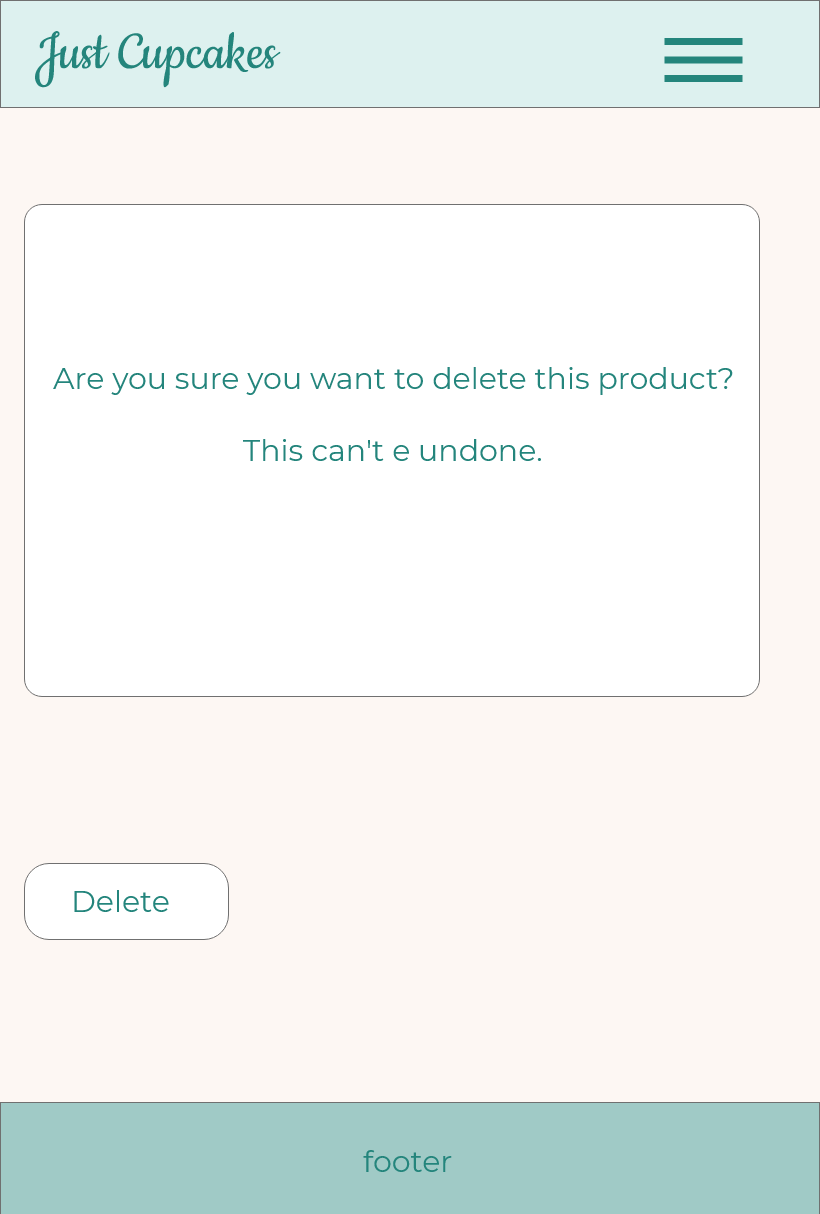 Just Cupcakes
Are you sure you want to delete this product?
This can't e undone.
Delete
footer